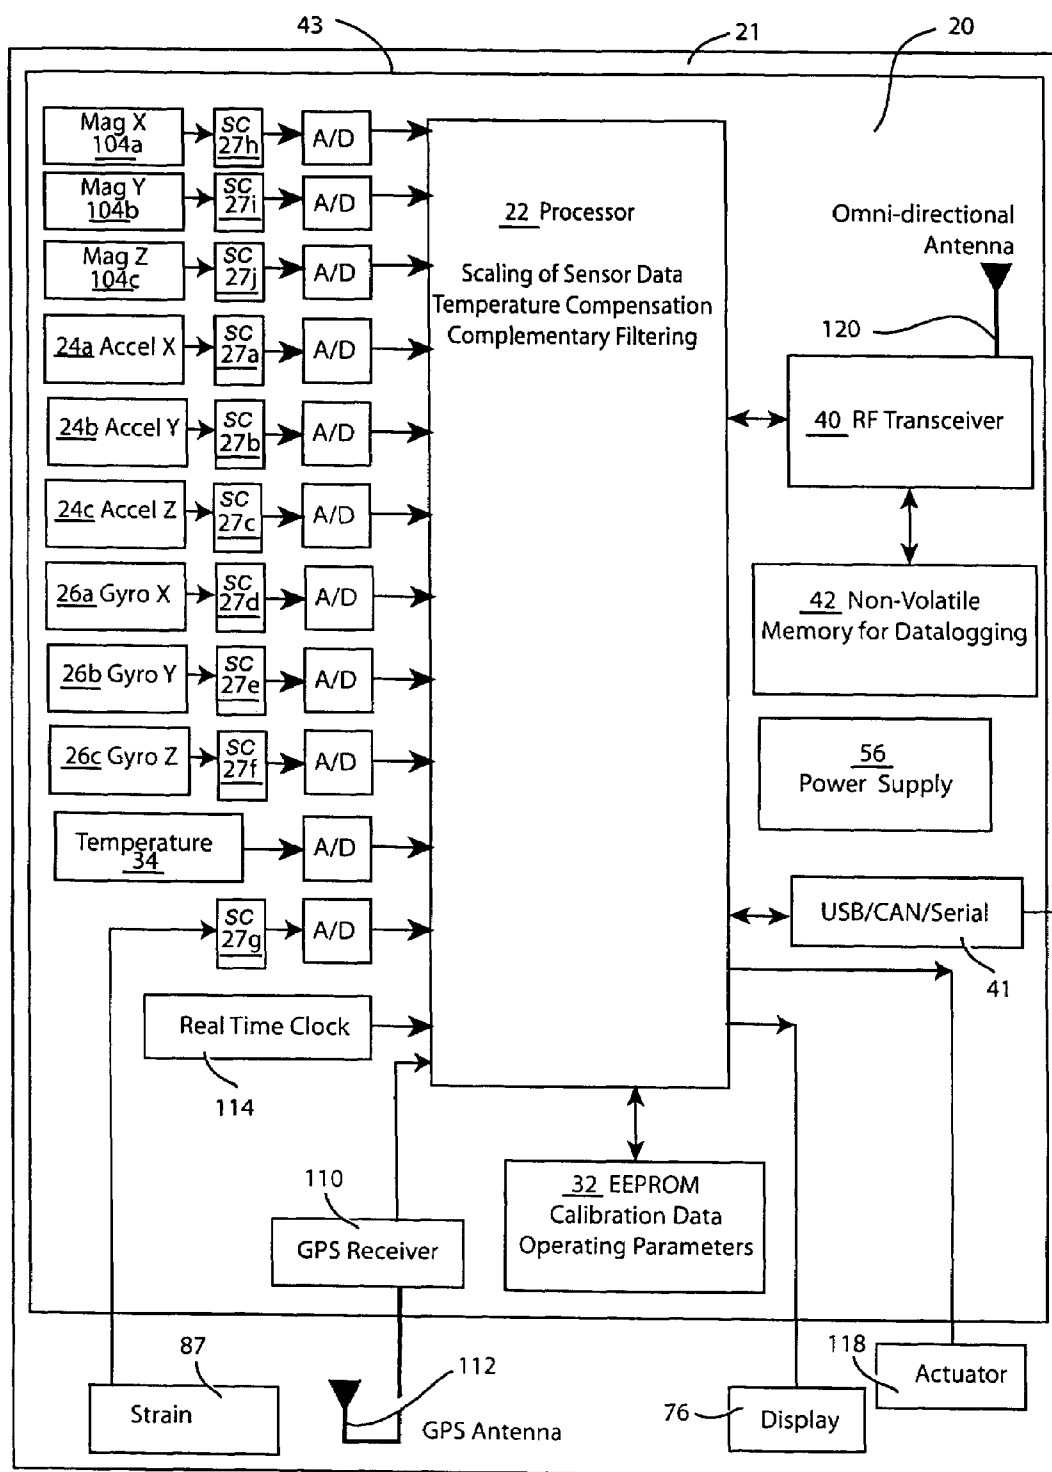 43
21
20
Mag X
104a
SC
27h
A/D
Mag Y
104b
SC
27i
A/D
Mag Z
104c
SC
27j
A/D
24a Accel X
SC
27a
A/D
24b Accel Y
SC
27b
A/D
24c Accel Z
SC
27c
A/D
26a Gyro X
SC
27d
A/D
26b Gyro Y
SC
27e
A/D
26c Gyro Z
SC
27f
A/D
Temperature
34
A/D
SC
27g
A/D
Real Time Clock
114
22 Processor
Scaling of Sensor Data
Temperature Compensation
Complementary Filtering
Omni-directional
Antenna
120
40 RF Transceiver
42 Non-Volatile
Memory for Datalogging
56
Power Supply
USB/CAN/Serial
41
110
GPS Receiver
32 EEPROM
Calibration Data
Operating Parameters
87
Strain
112
GPS Antenna
76
Display
118
Actuator